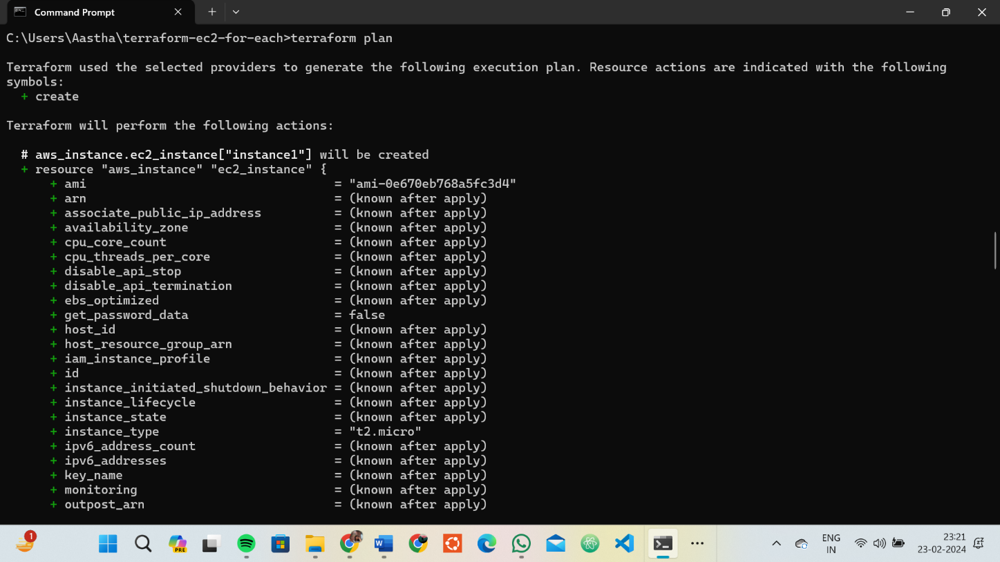 Command Prompt
C:\Users\Aastha\terraform-ec2-for-each>terraform plan
Terraform used the selected providers to generate the following execution plan. Resource actions are indicated with the following
symbols:
+ create
Terraform will perform the following actions:
# aws_instance.ec2_instance["instance1"] will be created
+ resource "aws_instance" "ec2_instance" {
+ ami = "ami-0e670eb768a5fc3d4"
+ arn = (known after apply)
+ associate_public_ip_address = (known after apply)
+ availability_zone = (known after apply)
+ cpu_core_count = (known after apply)
+ cpu_threads_per_core = (known after apply)
+ disable_api_stop = (known after apply)
+ disable_api_termination = (known after apply)
+ ebs_optimized = (known after apply)
+ get_password_data = false
+ host_id = (known after apply)
+ host_resource_group_arn = (known after apply)
+ iam_instance_profile = (known after apply)
+ id = (known after apply)
+ instance_initiated_shutdown_behavior = (known after apply)
+ instance_lifecycle = (known after apply)
+ instance_state = (known after apply)
+ instance_type = "t2.micro"
+ ipv6_address_count = (known after apply)
+ ipv6_addresses = (known after apply)
+ key_name = (known after apply)
+ monitoring = (known after apply)
+ outpost_arn = (known after apply)
1
PRE
W
ENG
IN
23:21
23-02-2024